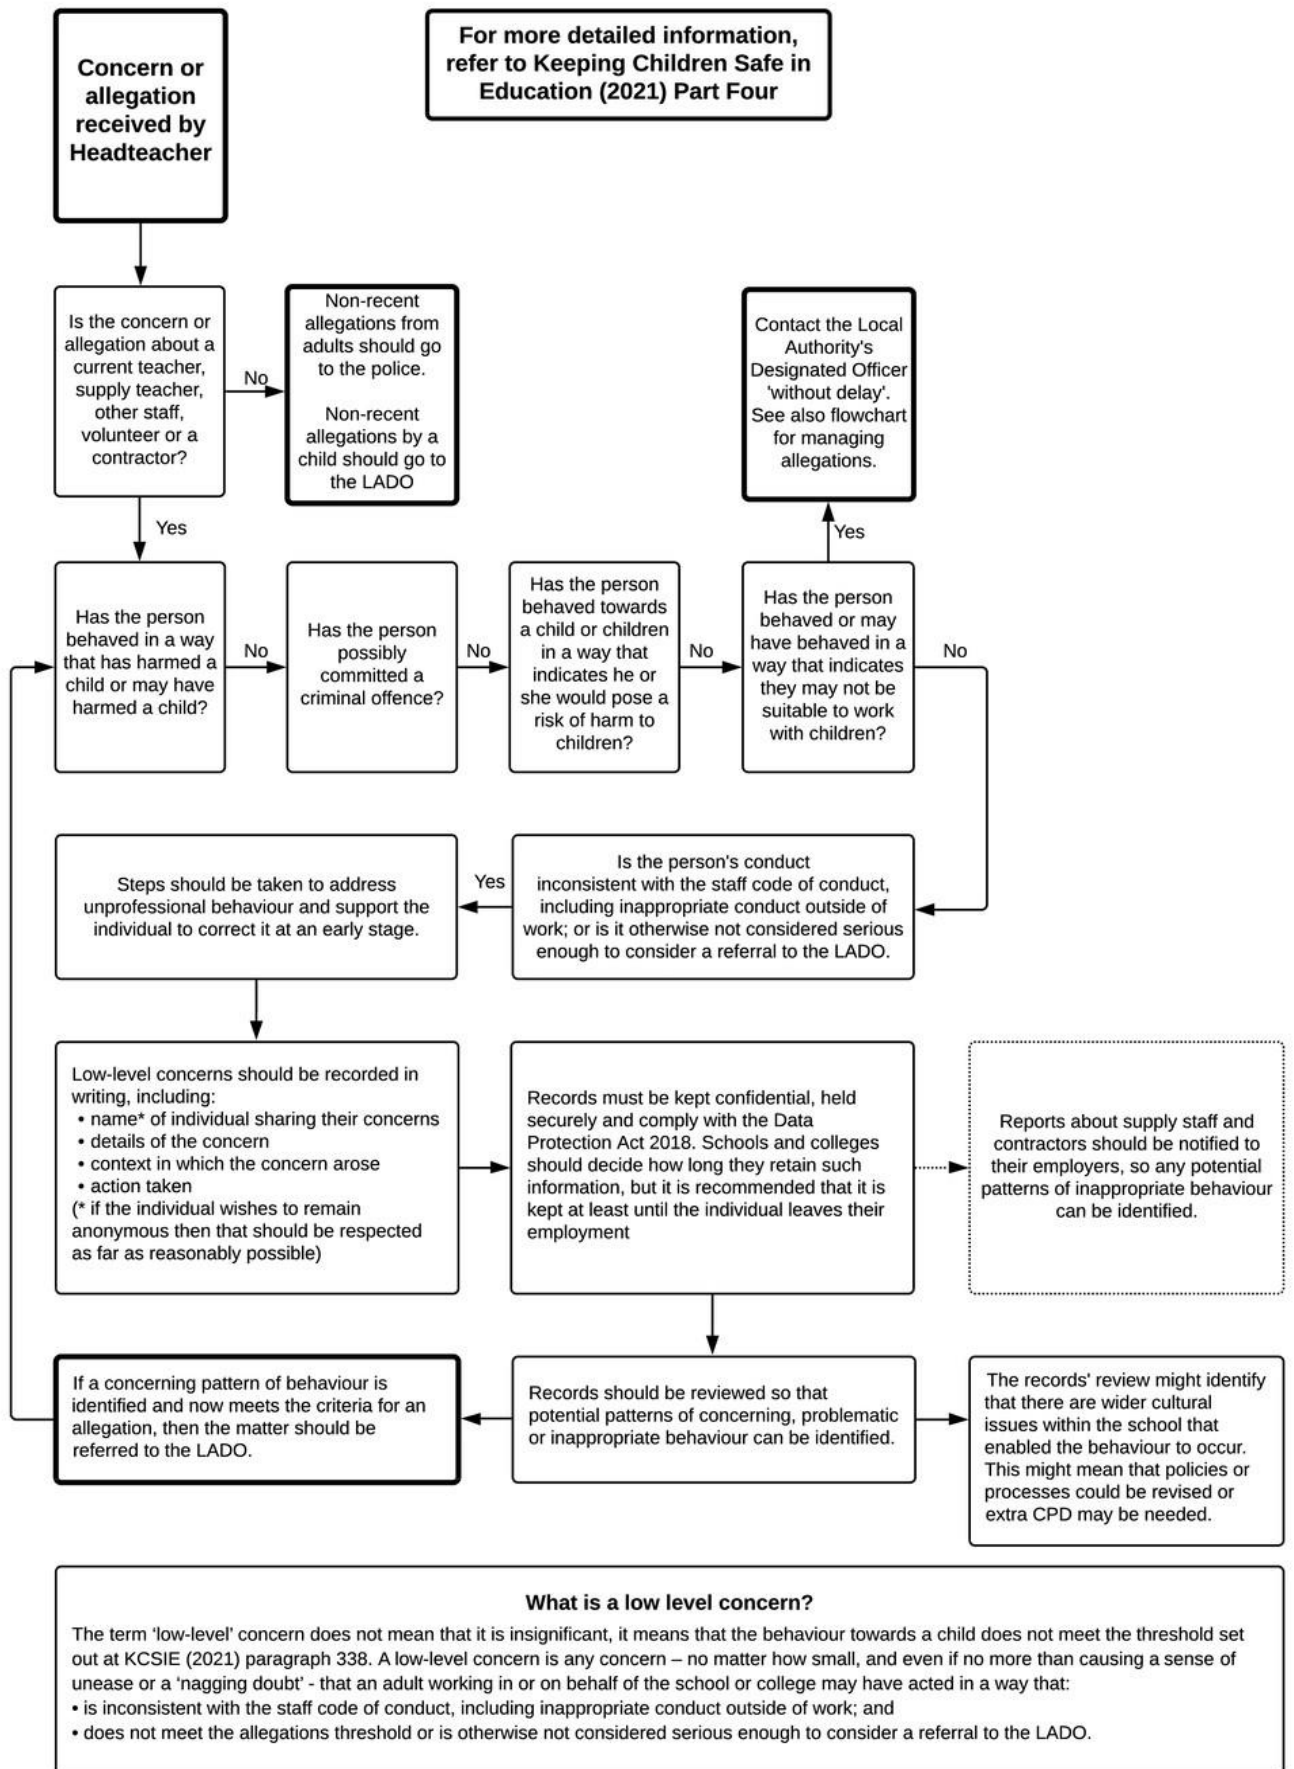 Concern or
allegation
received by
Headteacher
For more detailed information,
refer to Keeping Children Safe in
Education (2021) Part Four
Is the concern or
allegation about a
current teacher,
supply teacher,
other staff,
volunteer or a
contractor?
No
Non-recent
allegations from
adults should go
to the police.
Non-recent
allegations by a
child should go to
the LADO
Contact the Local
Authority's
Designated Officer
'without delay'.
See also flowchart
for managing
allegations.
Yes
Yes
Has the person
behaved in a way
that has harmed a
child or may have
harmed a child?
No
Has the person
possibly
committed a
criminal offence?
No
Has the person
behaved towards
a child or children
in a way that
indicates he or
she would pose a
risk of harm to
children?
No
Has the person
behaved or may
have behaved in a
way that indicates
they may not be
suitable to work
with children?
No
Steps should be taken to address
unprofessional behaviour and support the
individual to correct it at an early stage.
Yes
Is the person's conduct
inconsistent with the staff code of conduct,
including inappropriate conduct outside of
work; or is it otherwise not considered serious
enough to consider a referral to the LADO.
Low-level concerns should be recorded in
writing, including:
• name* of individual sharing their concerns
• details of the concern
• context in which the concern arose
• action taken
(* if the individual wishes to remain
anonymous then that should be respected
as far as reasonably possible)
Records must be kept confidential, held
securely and comply with the Data
Protection Act 2018. Schools and colleges
should decide how long they retain such
information, but it is recommended that it is
kept at least until the individual leaves their
employment
Reports about supply staff and
contractors should be notified to
their employers, so any potential
patterns of inappropriate behaviour
can be identified.
If a concerning pattern of behaviour is
identified and now meets the criteria for an
allegation, then the matter should be
referred to the LADO.
Records should be reviewed so that
potential patterns of concerning, problematic
or inappropriate behaviour can be identified.
The records' review might identify
that there are wider cultural
issues within the school that
enabled the behaviour to occur.
This might mean that policies or
processes could be revised or
extra CPD may be needed.
What is a low level concern?
The term ‘low-level’ concern does not mean that it is insignificant, it means that the behaviour towards a child does not meet the threshold set
out at KCSIE (2021) paragraph 338. A low-level concern is any concern – no matter how small, and even if no more than causing a sense of
unease or a ‘nagging doubt’ - that an adult working in or on behalf of the school or college may have acted in a way that:
• is inconsistent with the staff code of conduct, including inappropriate conduct outside of work; and
• does not meet the allegations threshold or is otherwise not considered serious enough to consider a referral to the LADO.